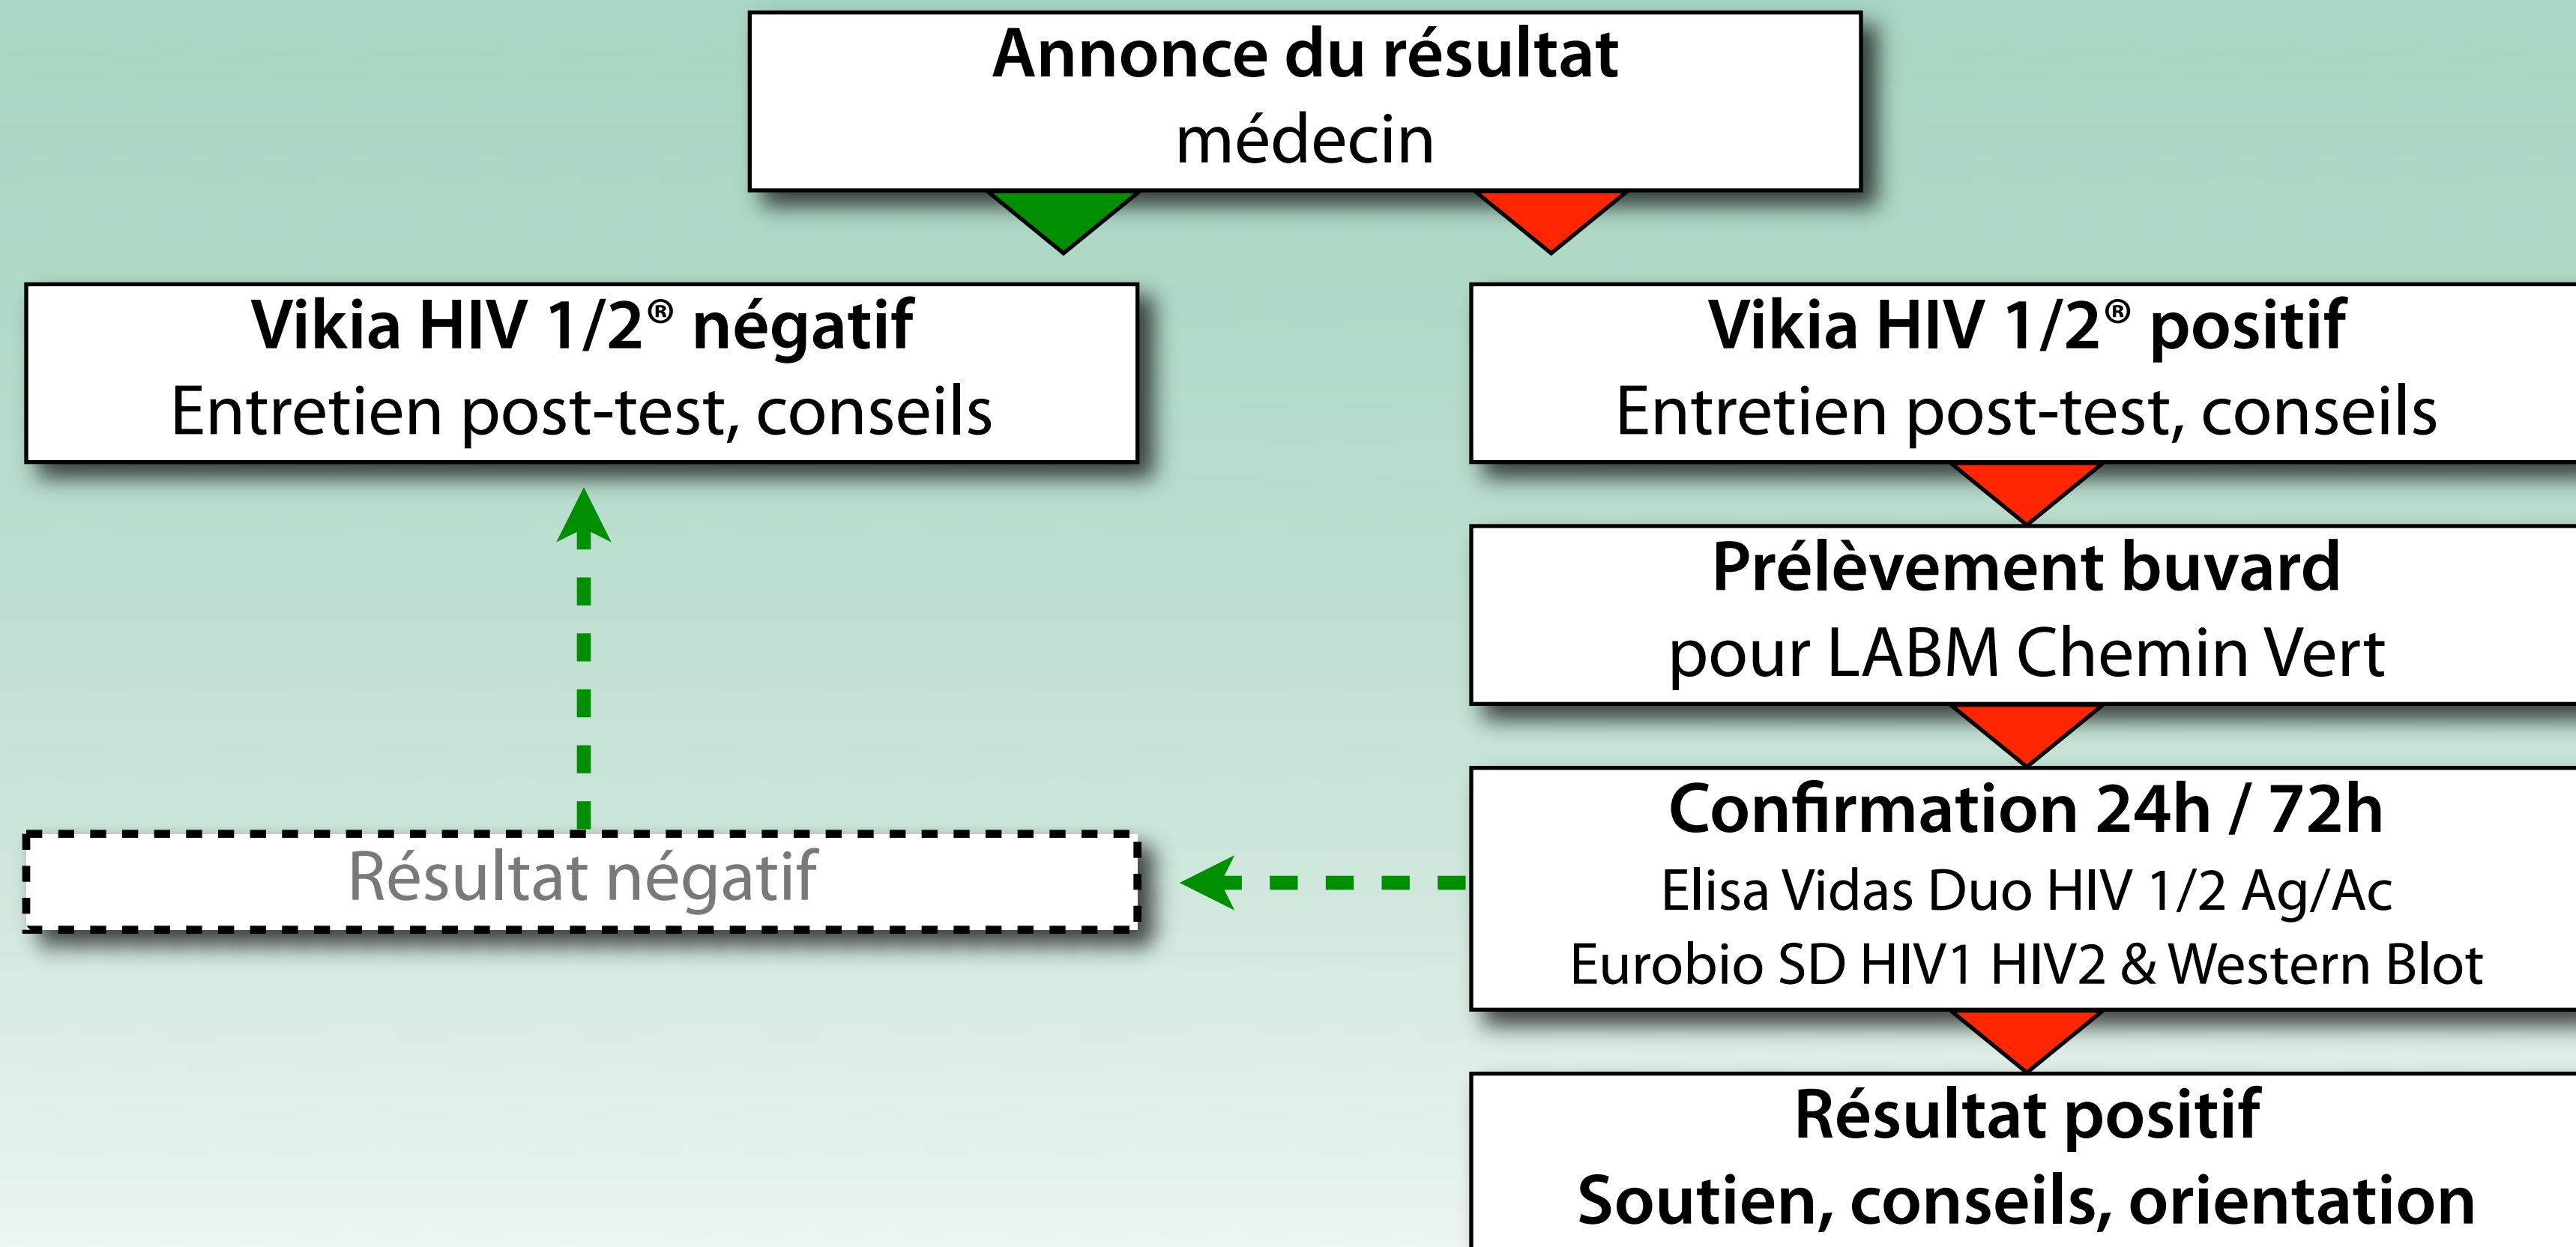 Annonce du résultat
médecin
Vikia HIV 1/2® négatif
Entretien post-test, conseils
Vikia HIV 1/2® positif
Entretien post-test, conseils
Prélèvement buvard
pour LABM Chemin Vert
Confirmation 24h / 72h
Elisa Vidas Duo HIV 1/2 Ag/Ac
Eurobio SD HIV1 HIV2 & Western Blot
Résultat négatif
Résultat positif
Soutien, conseils, orientation